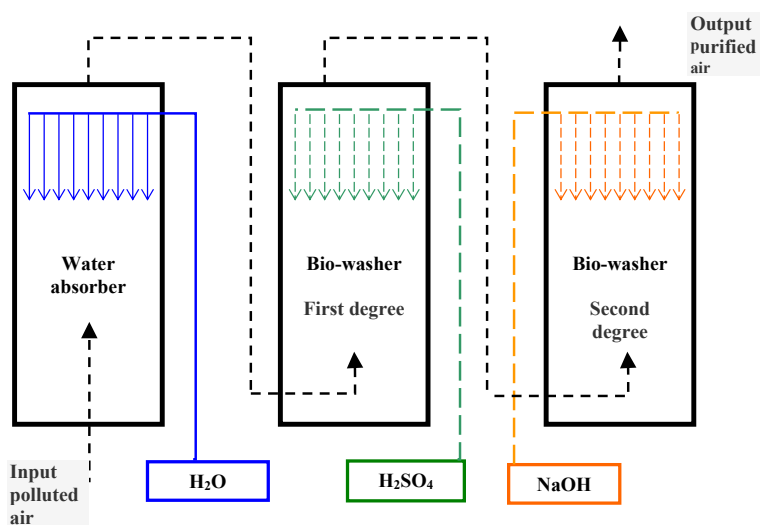 Output
purified
air
Water
absorber
Bio-washer
First degree
Bio-washer
Second
degree
Input
polluted
air
H₂O
H₂SO₄
NaOH